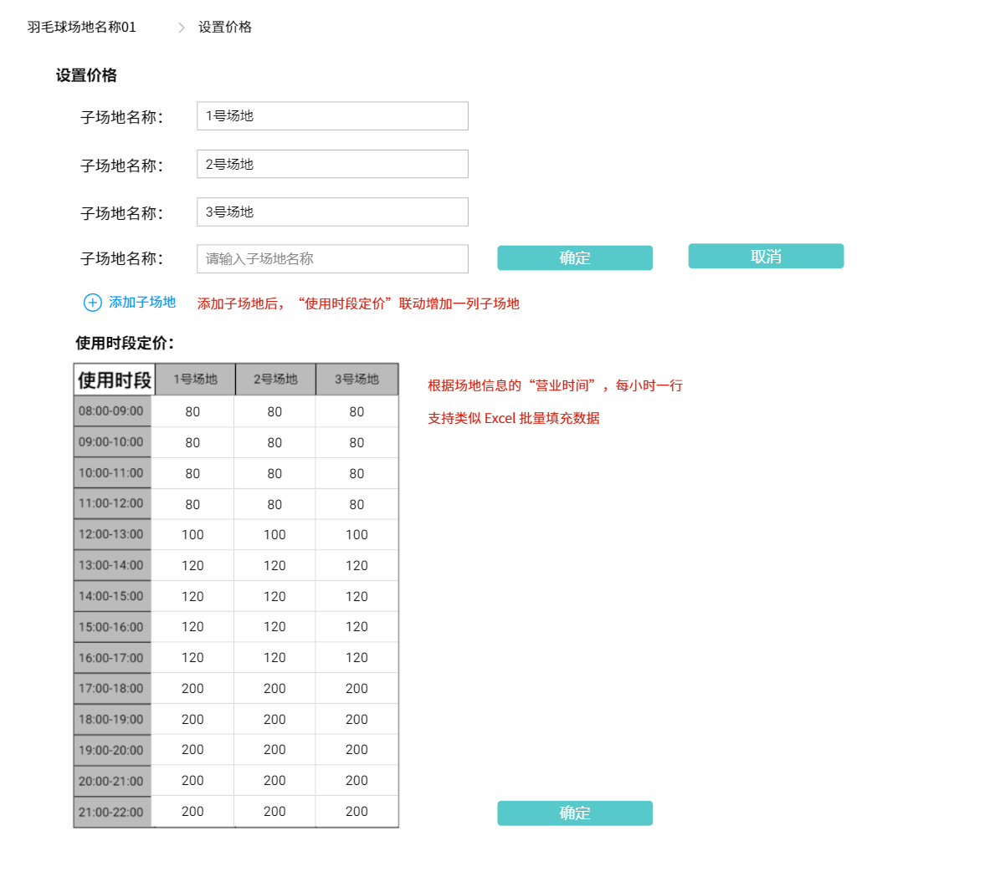 羽毛球场地名称01 > 设置价格
设置价格
子场地名称： 1号场地
子场地名称： 2号场地
子场地名称： 3号场地
子场地名称： 请输入子场地名称 确定 取消
添加子场地 添加子场地后，“使用时段定价”联动增加一列子场地
使用时段定价：
使用时段 1号场地 2号场地 3号场地
根据场地信息的“营业时间”，每小时一行
08:00-09:00 80 80 80
支持类似 Excel 批量填充数据
09:00-10:00 80 80 80
10:00-11:00 80 80 80
11:00-12:00 80 80 80
12:00-13:00 100 100 100
13:00-14:00 120 120 120
14:00-15:00 120 120 120
15:00-16:00 120 120 120
16:00-17:00 120 120 120
17:00-18:00 200 200 200
18:00-19:00 200 200 200
19:00-20:00 200 200 200
20:00-21:00 200 200 200
21:00-22:00 200 200 200
确定